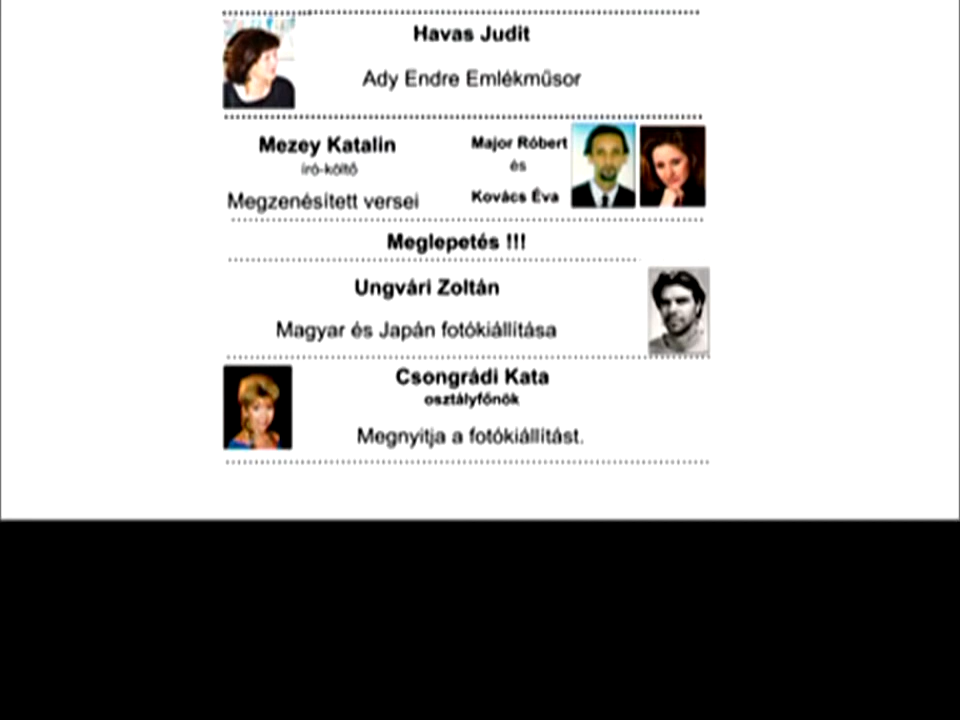 Havas Judit
Ady Endre Emlékműsor
Mezey Katalin
író-költő
Megzenésített versei
Major Róbert
és
Kovács Éva
Meglepetés !!!
Ungvári Zoltán
Magyar és Japán fotókiállítása
Csongrádi Kata
osztályfőnök
Megnyitja a fotókiállítást.